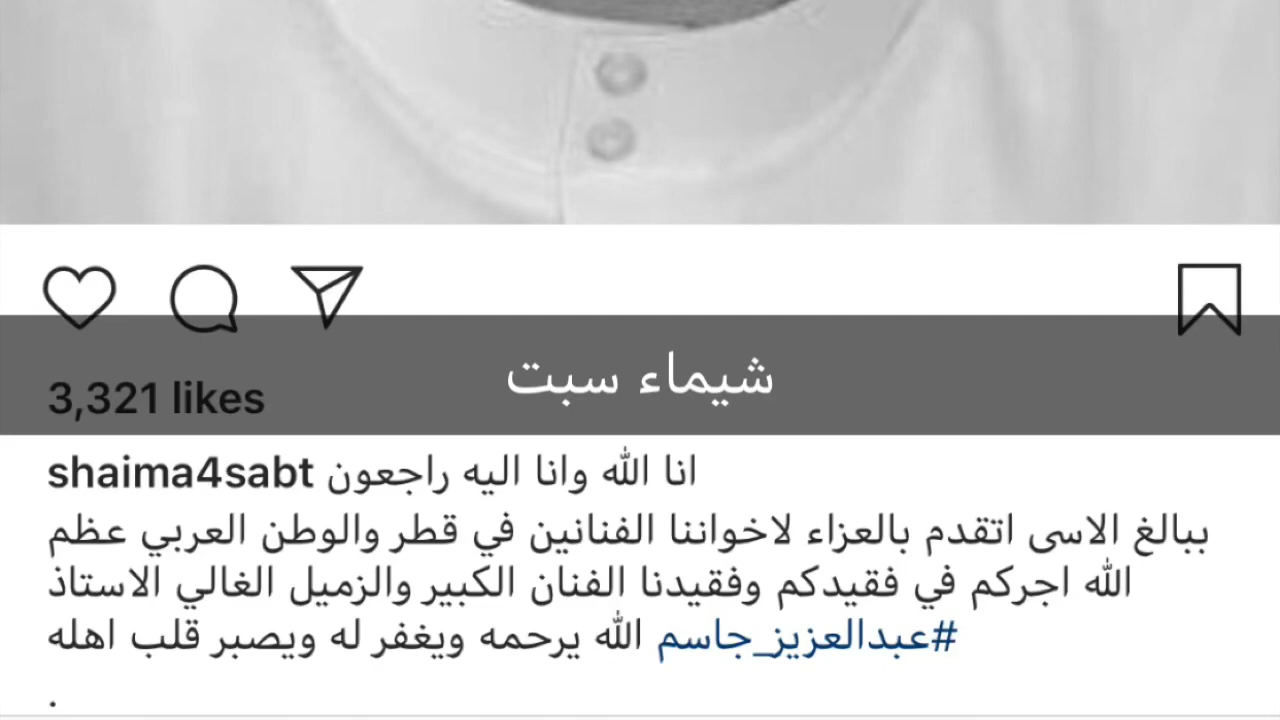 شيماء سبت
3,321 likes
shaima4sabt انا الله وانا اليه راجعون
ببالغ الاسى اتقدم بالعزاء لاخواننا الفنانين في قطر والوطن العربي عظم
الله اجركم في فقيدكم وفقيدنا الفنان الكبير والزميل الغالي الاستاذ
#عبدالعزيز_جاسم الله يرحمه ويغفر له ويصبر قلب اهله
.